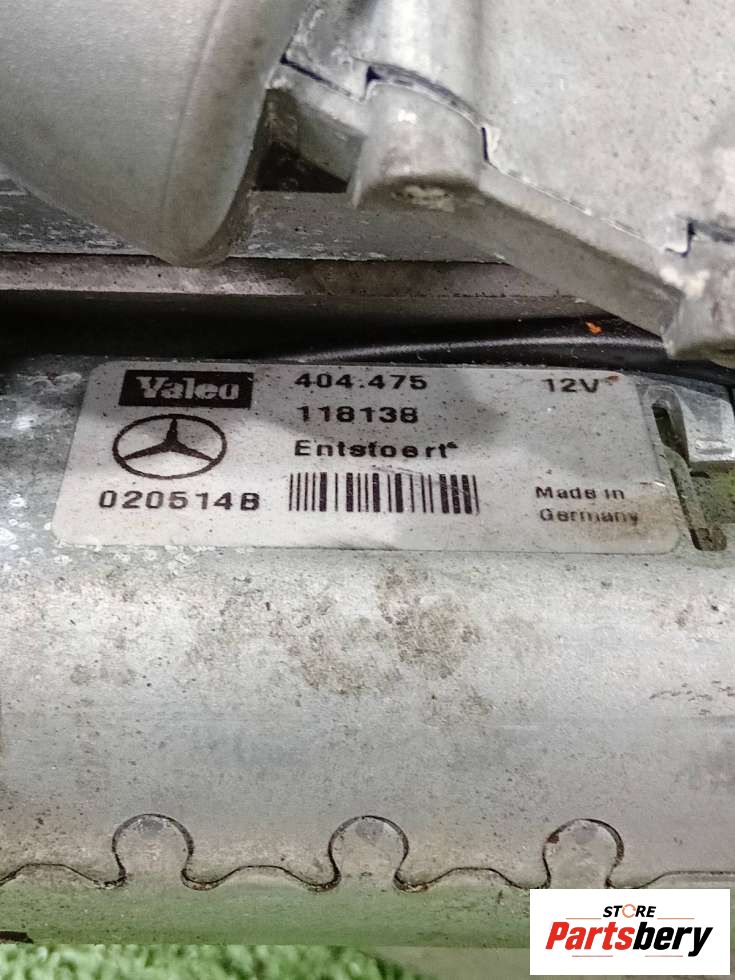 Valeo
404.475
12V
118138
Entstoert
020514B
Made in
Germany
STORE
Partsbery